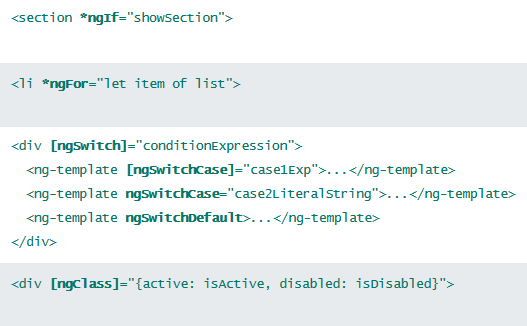 <section *ngIf="showSection">
<li *ngFor="let item of list">
<div [ngSwitch]="conditionExpression">
<ng-template [ngSwitchCase]="case1Exp">...</ng-template>
<ng-template ngSwitchCase="case2LiteralString">...</ng-template>
<ng-template ngSwitchDefault>...</ng-template>
</div>
<div [ngClass]="{active: isActive, disabled: isDisabled}">